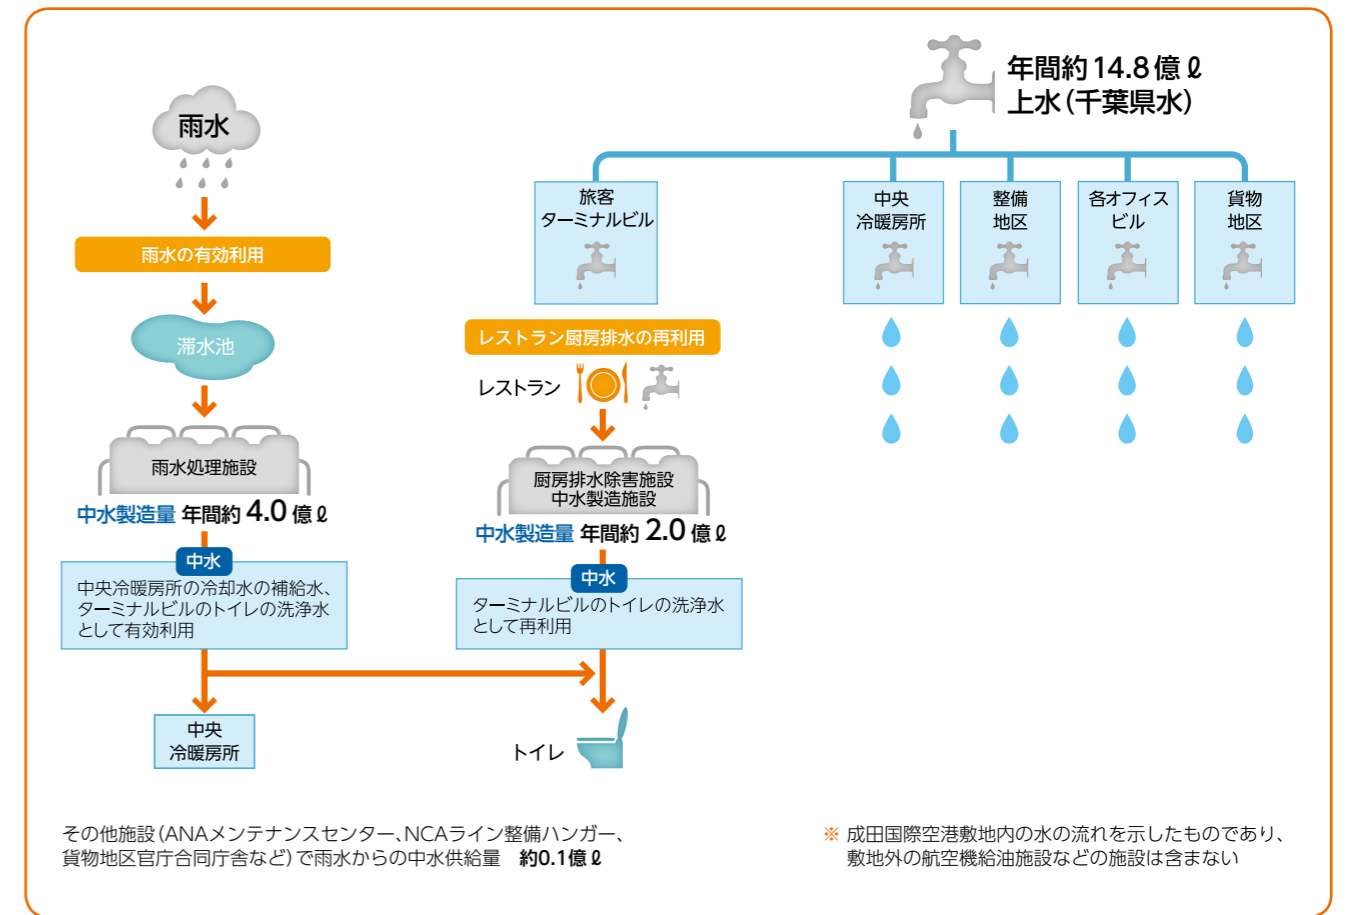 年間約14.8億ℓ
上水(千葉県水)
雨水
雨水の有効利用
滞水池
雨水処理施設
中水製造量 年間約 4.0 億ℓ
中水
中央冷暖房所の冷却水の補給水、
ターミナルビルのトイレの洗浄水
として有効利用
中央
冷暖房所
旅客
ターミナルビル
レストラン厨房排水の再利用
レストラン
厨房排水除害施設
中水製造施設
中水製造量 年間約 2.0 億ℓ
中水
ターミナルビルのトイレの洗浄水
として再利用
トイレ
中央
冷暖房所
整備
地区
各オフィス
ビル
貨物
地区
その他施設(ANAメンテナンスセンター、NCAライン整備ハンガー、
貨物地区官庁合同庁舎など)で雨水からの中水供給量 約0.1億ℓ
※ 成田国際空港敷地内の水の流れを示したものであり、
敷地外の航空機給油施設などの施設は含まない